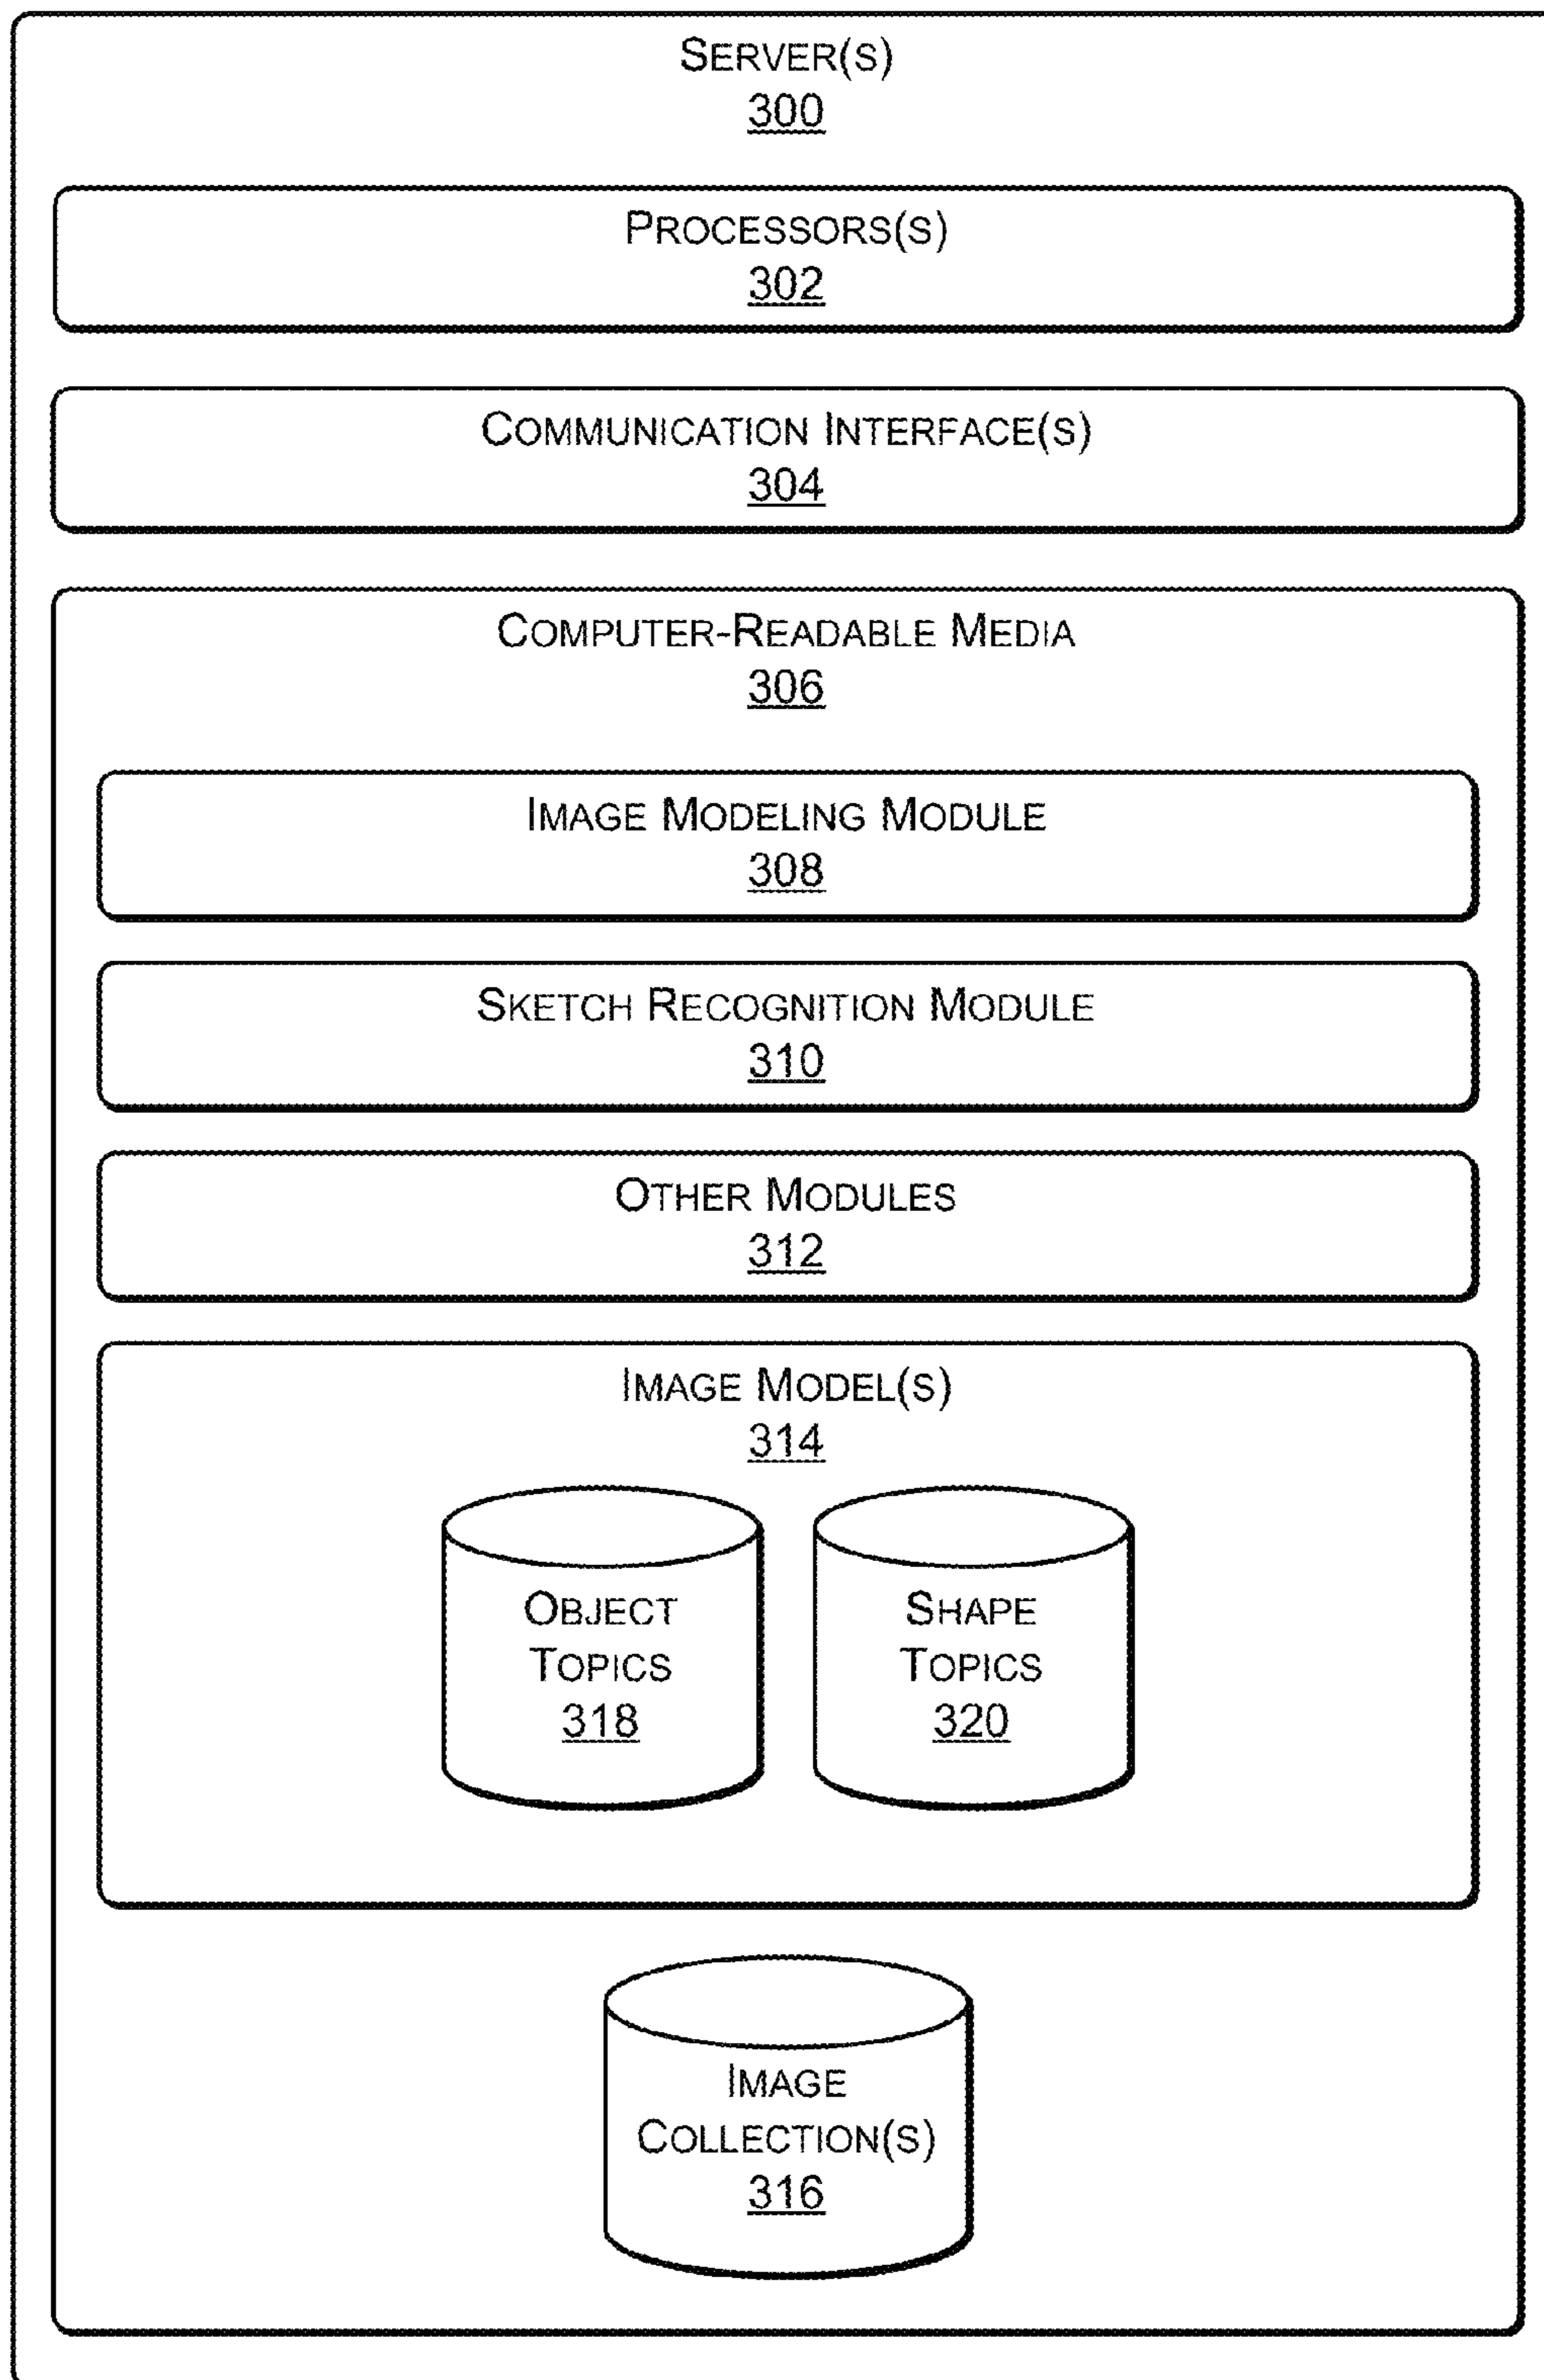 SERVER(S)
300
PROCESSORS(S)
302
COMMUNICATION INTERFACE(S)
304
COMPUTER-READABLE MEDIA
306
IMAGE MODELING MODULE
308
SKETCH RECOGNITION MODULE
310
OTHER MODULES
312
IMAGE MODEL(S)
314
OBJECT
TOPICS
318
SHAPE
TOPICS
320
IMAGE
COLLECTION(S)
316